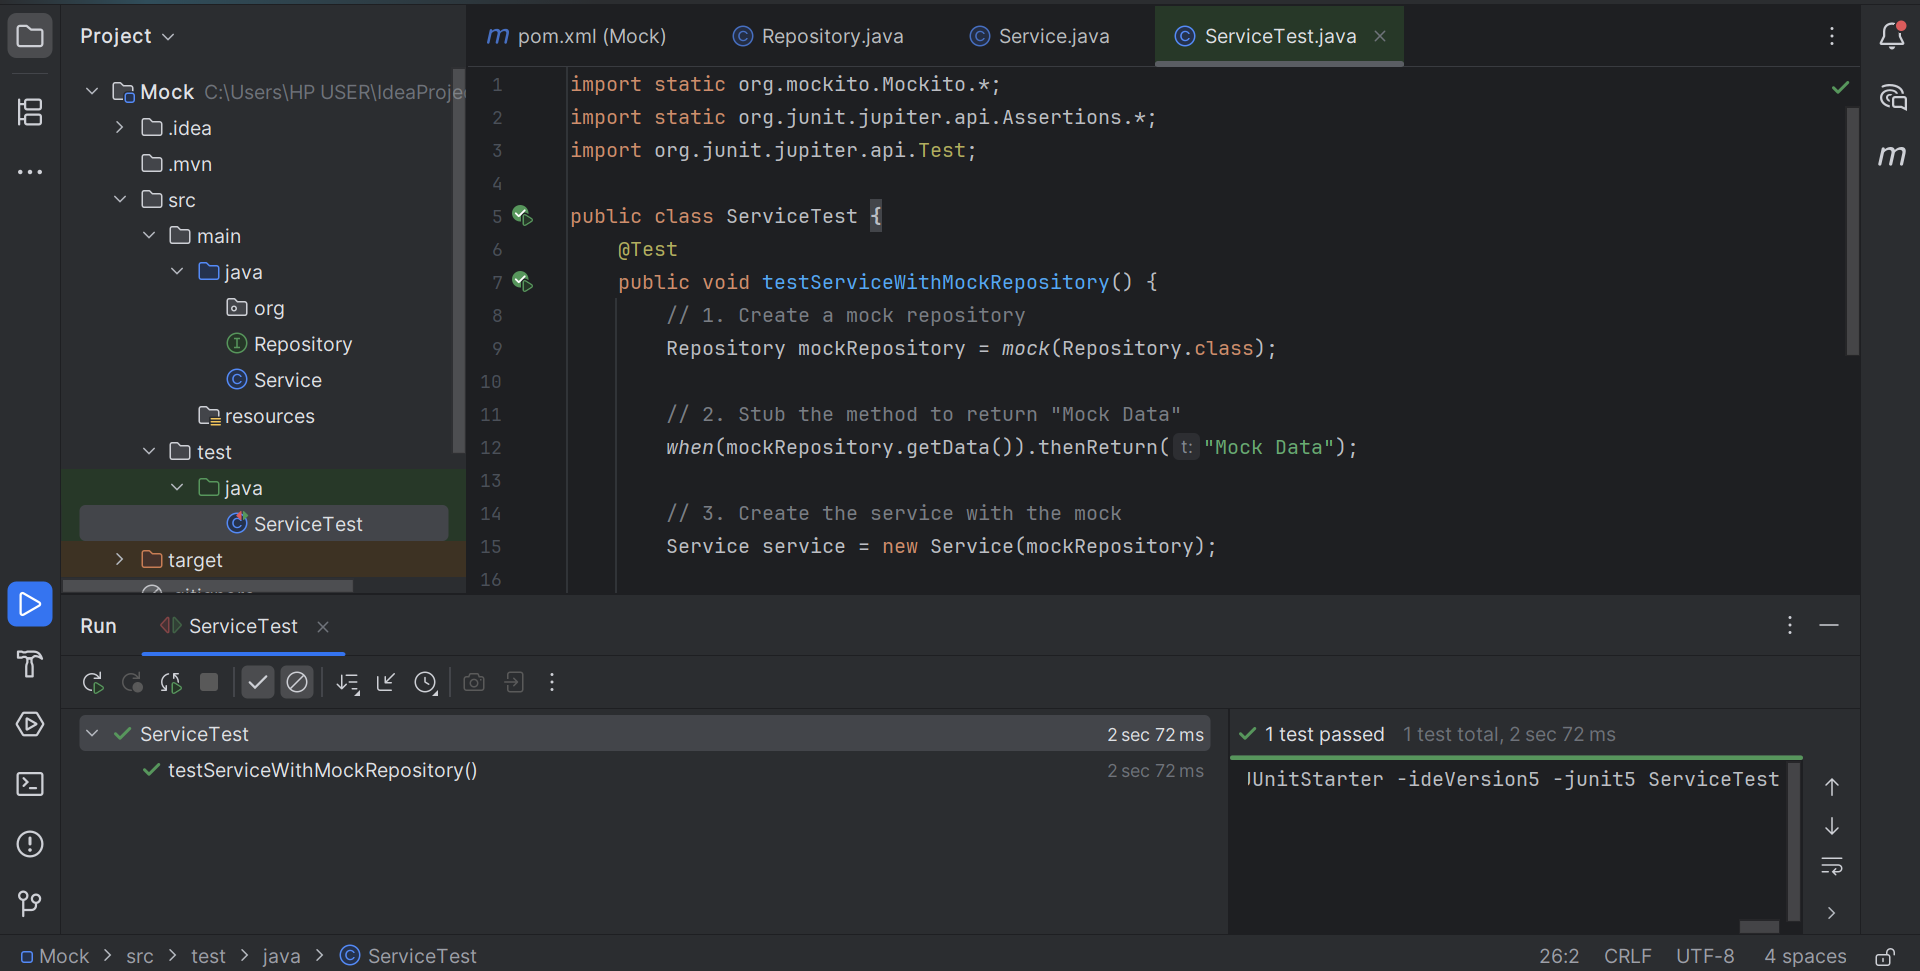 Project
pom.xml (Mock)
Repository.java
Service.java
ServiceTest.java
Mock C:\Users\HP USER\IdeaProje
.idea
.mvn
src
main
java
org
Repository
Service
resources
test
java
ServiceTest
target
1 import static org.mockito.Mockito.*;
2 import static org.junit.jupiter.api.Assertions.*;
3 import org.junit.jupiter.api.Test;
4
5 public class ServiceTest {
6 @Test
7 public void testServiceWithMockRepository() {
8 // 1. Create a mock repository
9 Repository mockRepository = mock(Repository.class);
10
11 // 2. Stub the method to return "Mock Data"
12 when(mockRepository.getData()).thenReturn( t: "Mock Data");
13
14 // 3. Create the service with the mock
15 Service service = new Service(mockRepository);
16
Run
ServiceTest
ServiceTest 2 sec 72 ms
testServiceWithMockRepository() 2 sec 72 ms
1 test passed 1 test total, 2 sec 72 ms
UnitStarter -ideVersion5 -junit5 ServiceTest
Mock > src > test > java > ServiceTest
26:2 CRLF UTF-8 4 spaces